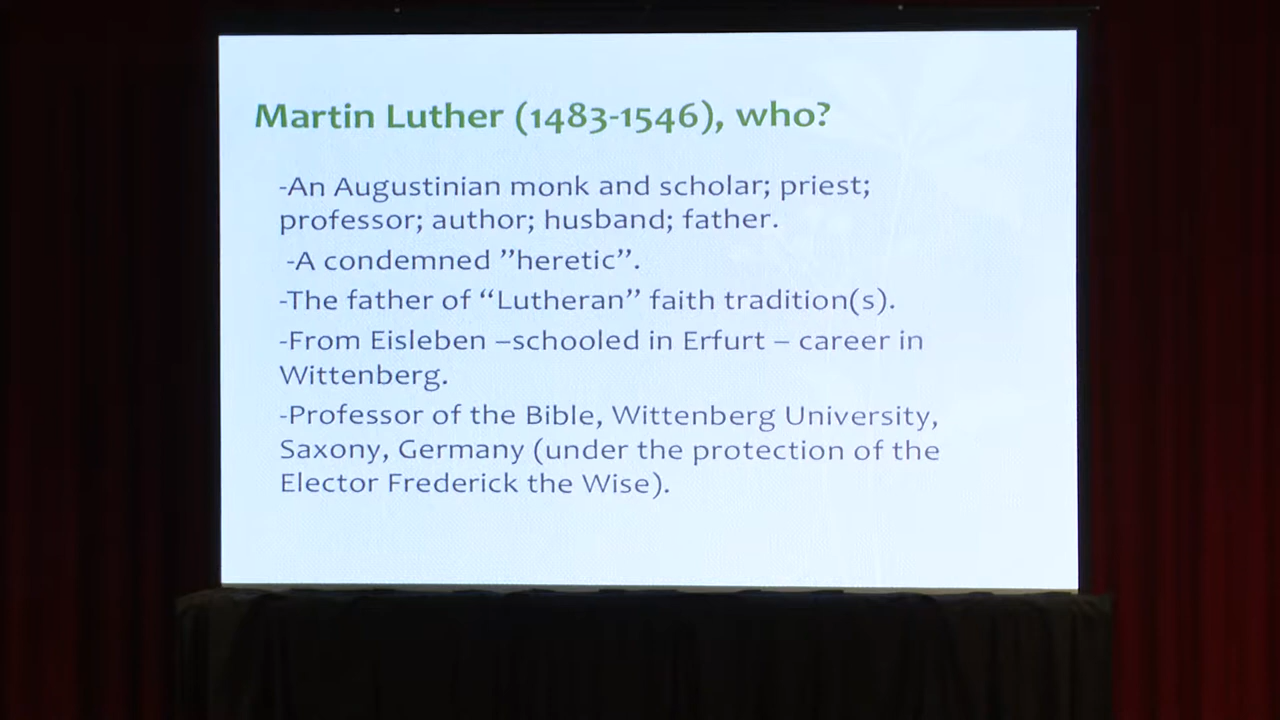 Martin Luther (1483-1546), who?
-An Augustinian monk and scholar; priest;
professor; author; husband; father.
-A condemned ”heretic”.
-The father of “Lutheran” faith tradition(s).
-From Eisleben –schooled in Erfurt – career in
Wittenberg.
-Professor of the Bible, Wittenberg University,
Saxony, Germany (under the protection of the
Elector Frederick the Wise).